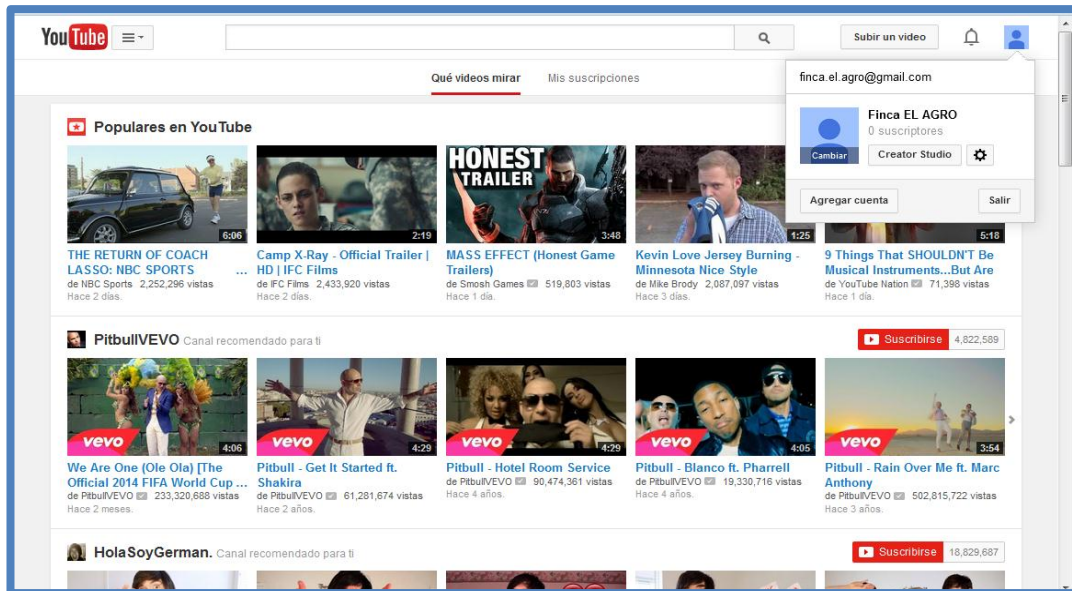 YouTube
Subir un video
Qué videos mirar Mis suscripciones
finca.el.agro@gmail.com
Finca EL AGRO
0 suscriptores
Cambiar Creator Studio
Agregar cuenta Salir
Populares en YouTube
HONEST
TRAILER
6:06 2:19 3:48 1:25 5:18
THE RETURN OF COACH
LASSO: NBC SPORTS ...
de NBC Sports 2,252,296 vistas
Hace 2 días.
Camp X-Ray - Official Trailer |
HD | IFC Films
de IFC Films 2,433,920 vistas
Hace 2 días.
MASS EFFECT (Honest Game
Trailers)
de Smosh Games 519,803 vistas
Hace 1 día.
Kevin Love Jersey Burning -
Minnesota Nice Style
de Mike Brody 2,087,097 vistas
Hace 3 días.
9 Things That SHOULDN'T Be
Musical Instruments...But Are
de YouTube Nation 71,398 vistas
Hace 1 día.
PitbullVEVO Canal recomendado para ti
Suscribirse 4,822,589
vevo vevo vevo vevo vevo
4:06 4:29 4:29 4:05 3:54
We Are One (Ole Ola) [The
Official 2014 FIFA World Cup ...
de PitbullVEVO 233,320,688 vistas
Hace 2 meses.
Pitbull - Get It Started ft.
Shakira
de PitbullVEVO 61,281,674 vistas
Hace 2 años.
Pitbull - Hotel Room Service
de PitbullVEVO 90,474,361 vistas
Hace 4 años.
Pitbull - Blanco ft. Pharrell
de PitbullVEVO 19,330,716 vistas
Hace 4 años.
Pitbull - Rain Over Me ft. Marc
Anthony
de PitbullVEVO 502,815,722 vistas
Hace 3 años.
HolaSoyGerman. Canal recomendado para ti
Suscribirse 18,829,687